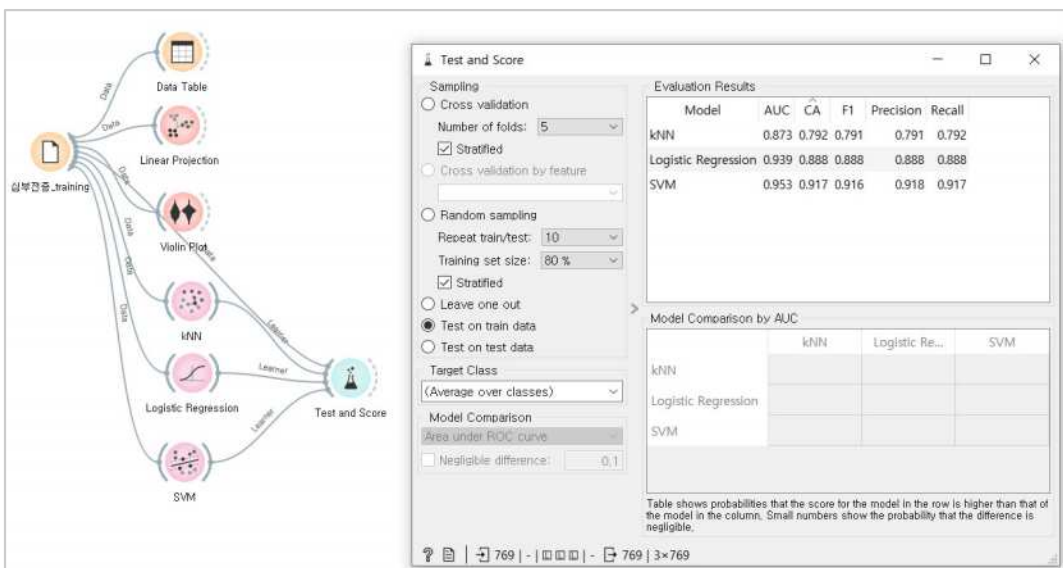 Data Table
Linear Projection
심부전증_training
Violin Plot
kNN
Logistic Regression
SVM
Test and Score
Data
Data
Data
Data
Data
Data
Data
Learner
Learner
Learner
Test and Score
Sampling
Cross validation
Number of folds: 5
Stratified
Cross validation by feature
Random sampling
Repeat train/test: 10
Training set size: 80 %
Stratified
Leave one out
Test on train data
Test on test data
Target Class
(Average over classes)
Model Comparison
Area under ROC curve
Negligible difference: 0,1
Evaluation Results
Model AUC CA F1 Precision Recall
kNN 0.873 0.792 0.791 0.791 0.792
Logistic Regression 0.939 0.888 0.888 0.888 0.888
SVM 0.953 0.917 0.916 0.918 0.917
Model Comparison by AUC
kNN Logistic Re... SVM
kNN
Logistic Regression
SVM
Table shows probabilities that the score for the model in the row is higher than that of
the model in the column, Small numbers show the probability that the difference is
negligible,
? 769 | - | - 769 | 3×769